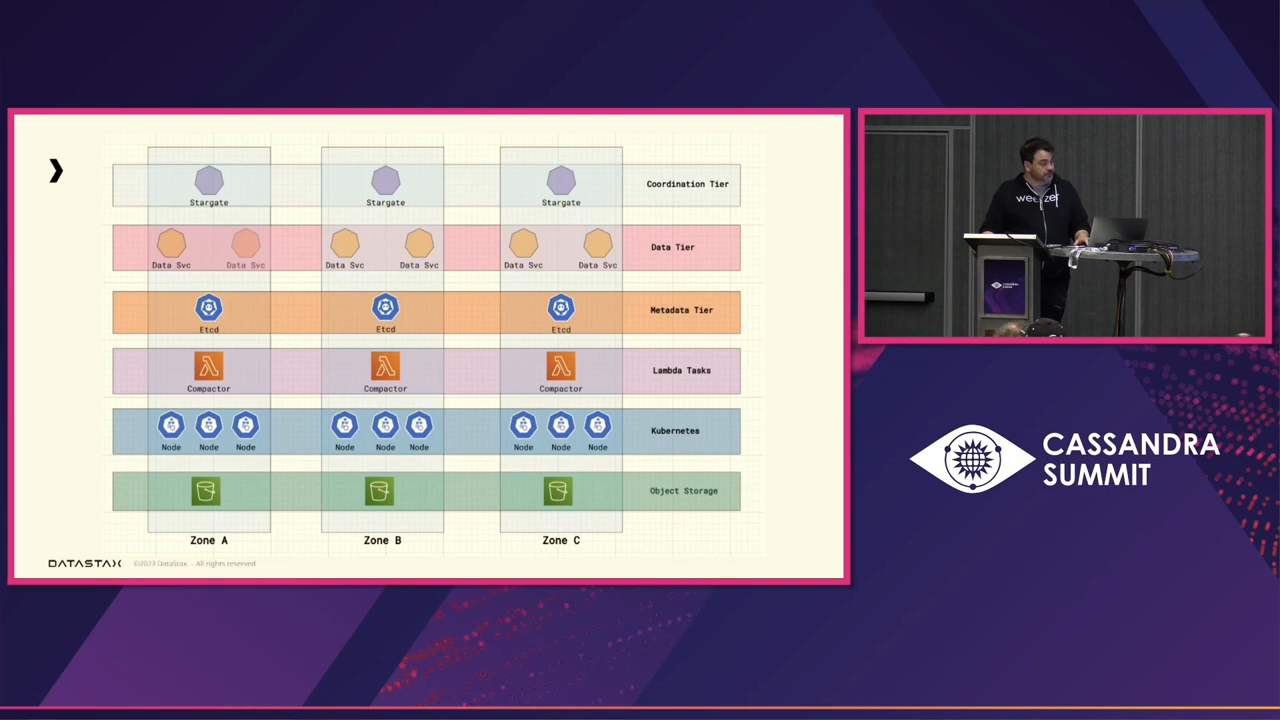 ❯
Stargate Stargate Stargate Coordination Tier
Data Svc Data Svc Data Svc Data Svc Data Svc Data Svc Data Tier
Etcd Etcd Etcd Metadata Tier
Compactor Compactor Compactor Lambda Tasks
Node Node Node Node Node Node Node Node Node Kubernetes
Object Storage
Zone A Zone B Zone C
DATASTAX ©2023 DataStax. - All rights reserved
weezer
CASSANDRA
SUMMIT